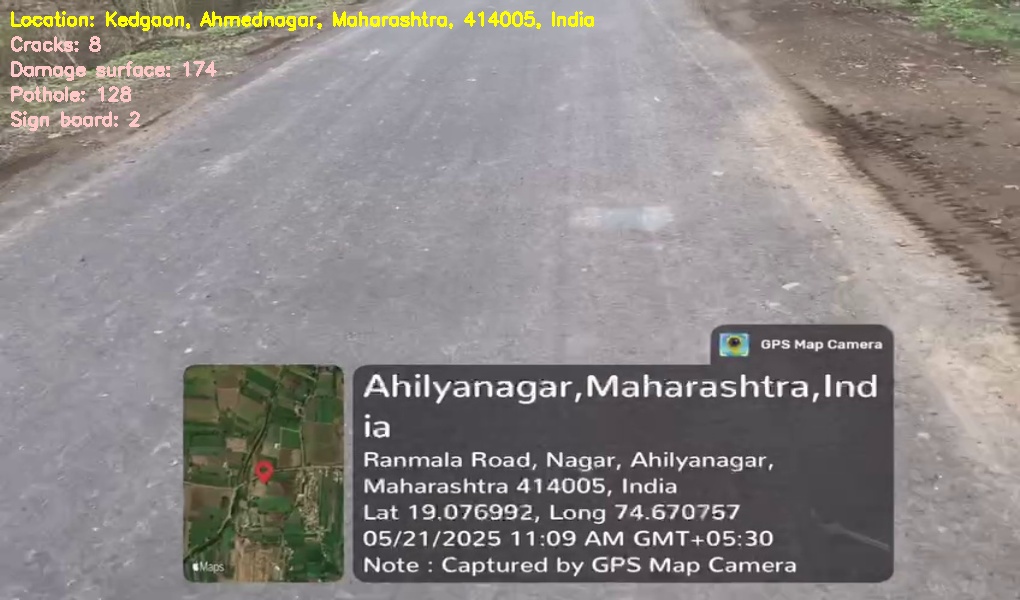 Location: Kedgaon, Ahmednagar, Maharashtra, 414005, India
Cracks: 8
Damage surface: 174
Pothole: 128
Sign board: 2
GPS Map Camera
Ahilyanagar,Maharashtra,Ind
ia
Ranmala Road, Nagar, Ahilyanagar,
Maharashtra 414005, India
Lat 19.076992, Long 74.670757
05/21/2025 11:09 AM GMT+05:30
Note : Captured by GPS Map Camera
Maps